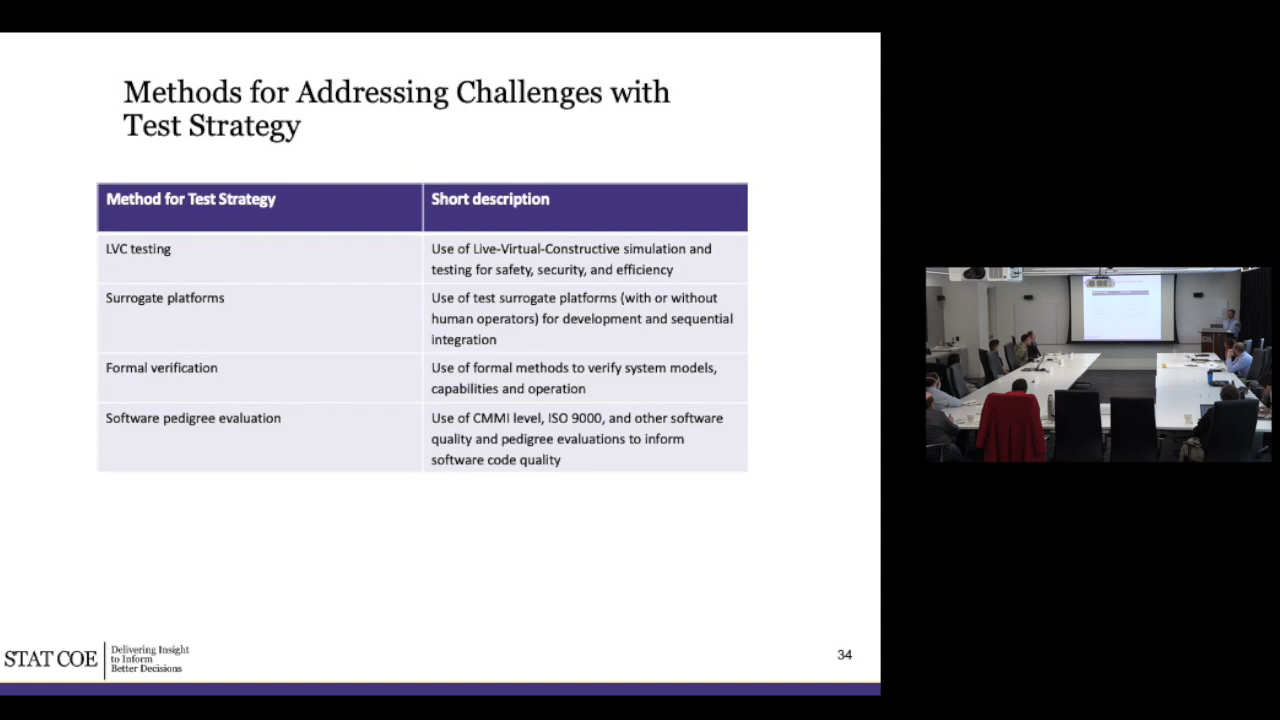 Methods for Addressing Challenges with
Test Strategy
Method for Test Strategy
Short description
LVC testing
Use of Live-Virtual-Constructive simulation and
testing for safety, security, and efficiency
Surrogate platforms
Use of test surrogate platforms (with or without
human operators) for development and sequential
integration
Formal verification
Use of formal methods to verify system models,
capabilities and operation
Software pedigree evaluation
Use of CMMI level, ISO 9000, and other software
quality and pedigree evaluations to inform
software code quality
STAT COE
Delivering Insight
to Inform
Better Decisions
34